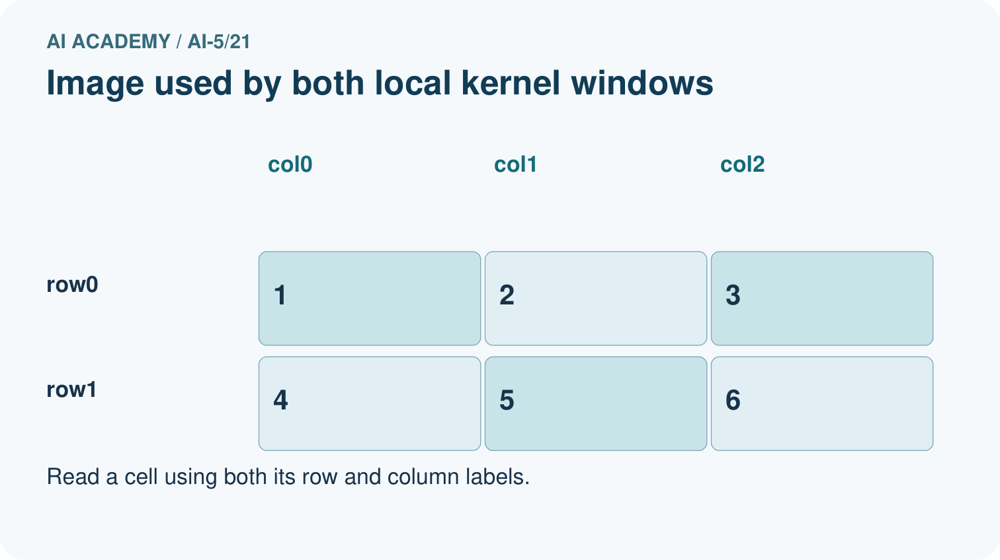 AI ACADEMY / AI-5/21
Image used by both local kernel windows
col0 col1 col2
row0 1 2 3
row1 4 5 6
Read a cell using both its row and column labels.